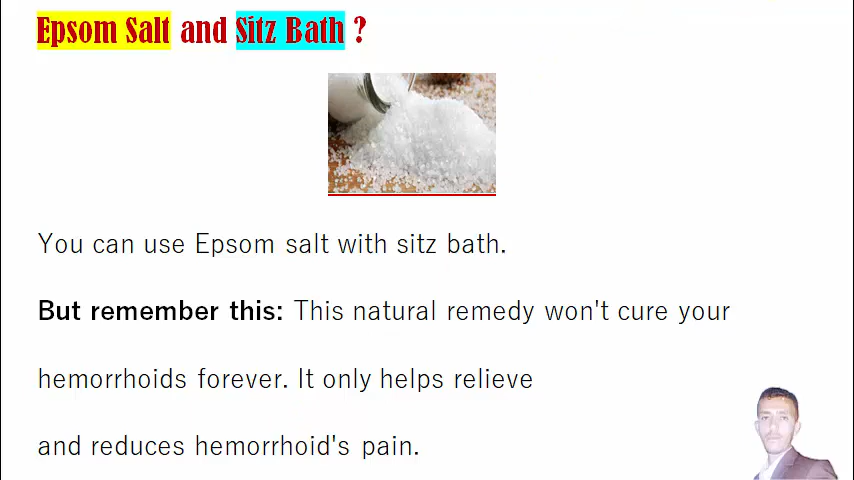 Epsom Salt and Sitz Bath ?
You can use Epsom salt with sitz bath.
But remember this: This natural remedy won't cure your
hemorrhoids forever. It only helps relieve
and reduces hemorrhoid's pain.